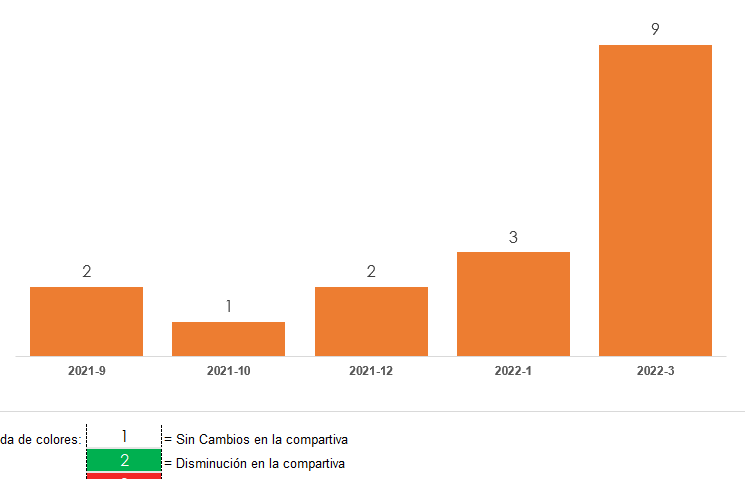 9
3
2
2
1
2021-9 2021-10 2021-12 2022-1 2022-3
da de colores: 1 = Sin Cambios en la compartiva
2 = Disminución en la compartiva